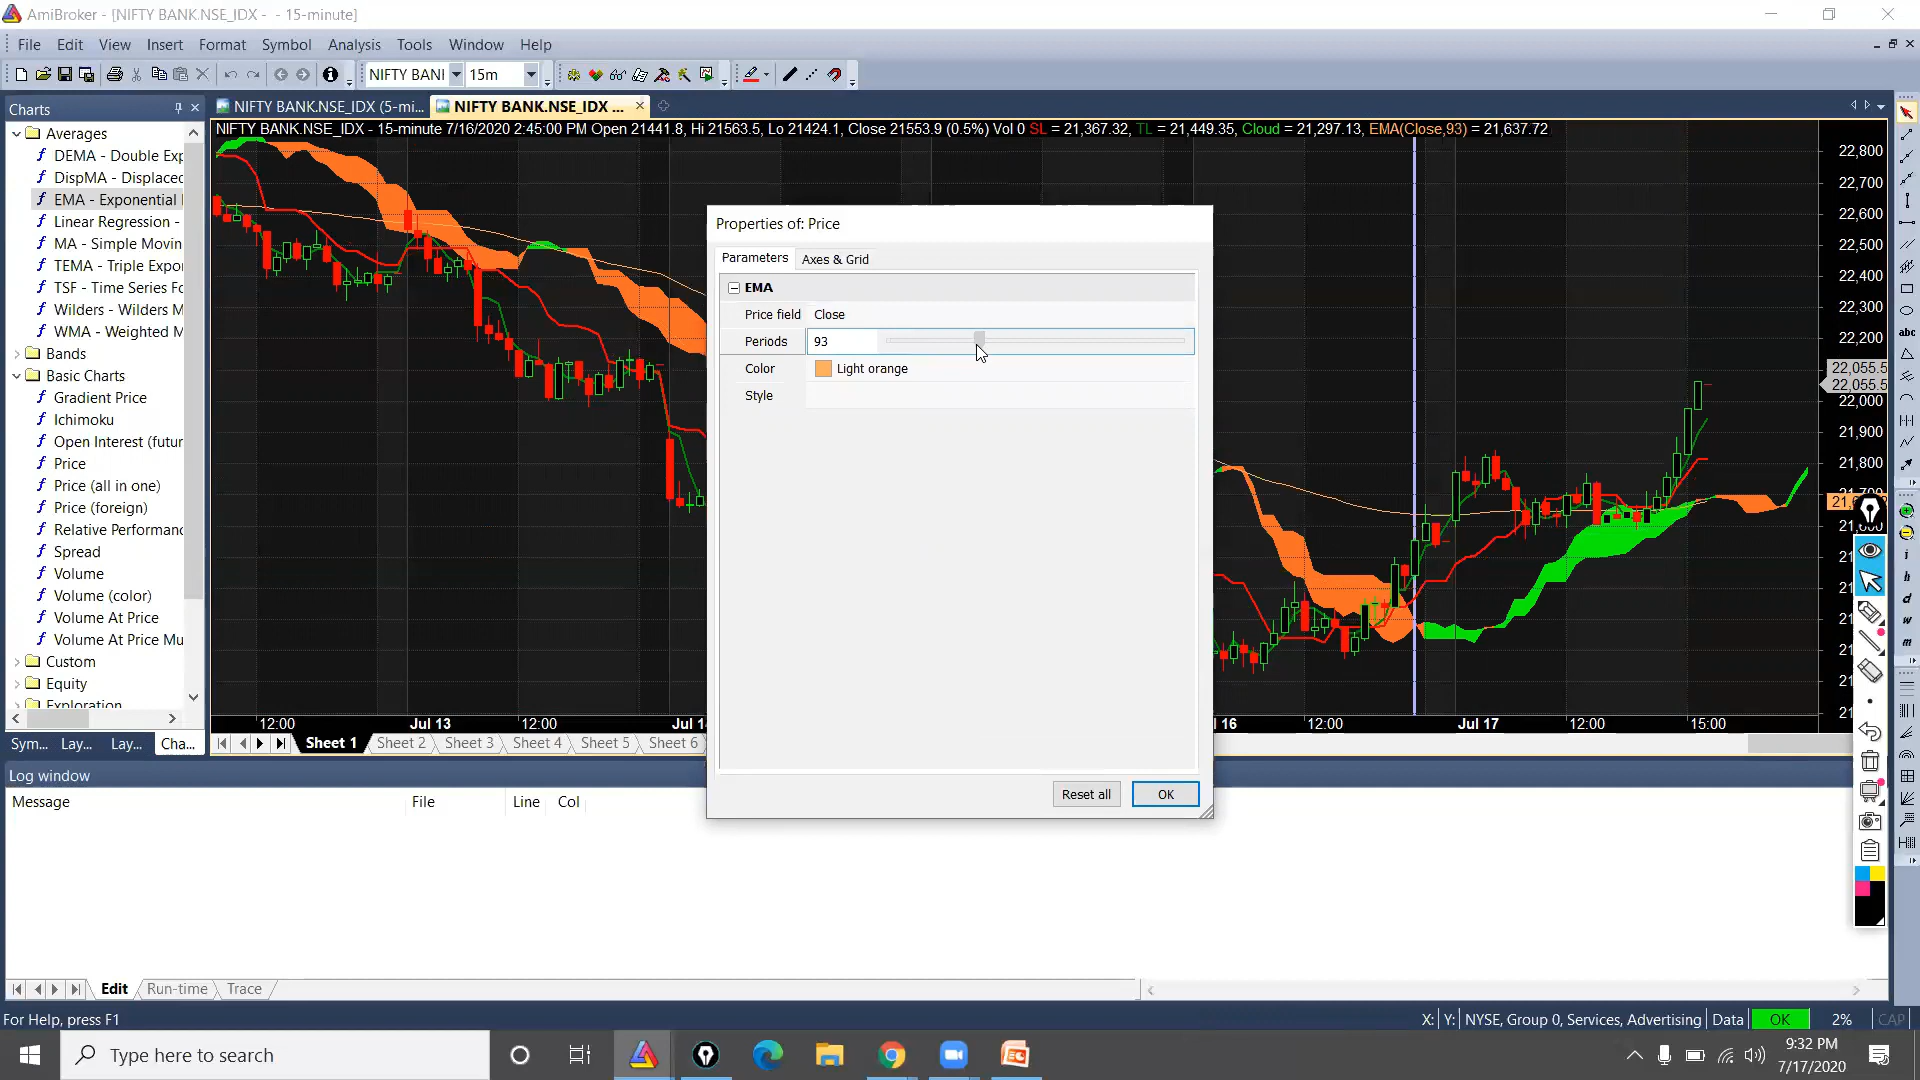 AmiBroker - [NIFTY BANK.NSE_IDX - - 15-minute]
File Edit View Insert Format Symbol Analysis Tools Window Help
NIFTY BANI 15m
Charts
NIFTY BANK.NSE_IDX (5-mi...
NIFTY BANK.NSE_IDX ...
NIFTY BANK.NSE_IDX - 15-minute 7/16/2020 2:45:00 PM Open 21441.8, Hi 21563.5, Lo 21424.1, Close 21553.9 (0.5%) Vol 0 SL = 21,367.32, TL = 21,449.35, Cloud = 21,297.13, EMA(Close,93) = 21,637.72
Averages
DEMA - Double Exp
DispMA - Displaced
EMA - Exponential
Linear Regression -
MA - Simple Movin
TEMA - Triple Expo
TSF - Time Series Fo
Wilders - Wilders M
WMA - Weighted M
Bands
Basic Charts
Gradient Price
Ichimoku
Open Interest (futur
Price
Price (all in one)
Price (foreign)
Relative Performanc
Spread
Volume
Volume (color)
Volume At Price
Volume At Price Mu
Custom
Equity
Exploration
Sym... Lay... Lay... Cha...
Properties of: Price
Parameters Axes & Grid
EMA
Price field Close
Periods 93
Color Light orange
Style
Reset all OK
22,800
22,700
22,600
22,500
22,400
22,300
22,200
22,055.5
22,055.5
22,000
21,900
21,800
21,700
12:00 Jul 13 12:00 Jul 14 16 12:00 Jul 17 12:00 15:00
Sheet 1 Sheet 2 Sheet 3 Sheet 4 Sheet 5 Sheet 6
abc
i
h
d
w
m
Log window
Message File Line Col
Edit Run-time Trace
For Help, press F1
X: Y: NYSE, Group 0, Services, Advertising Data OK 2% CAP
Type here to search
9:32 PM
7/17/2020